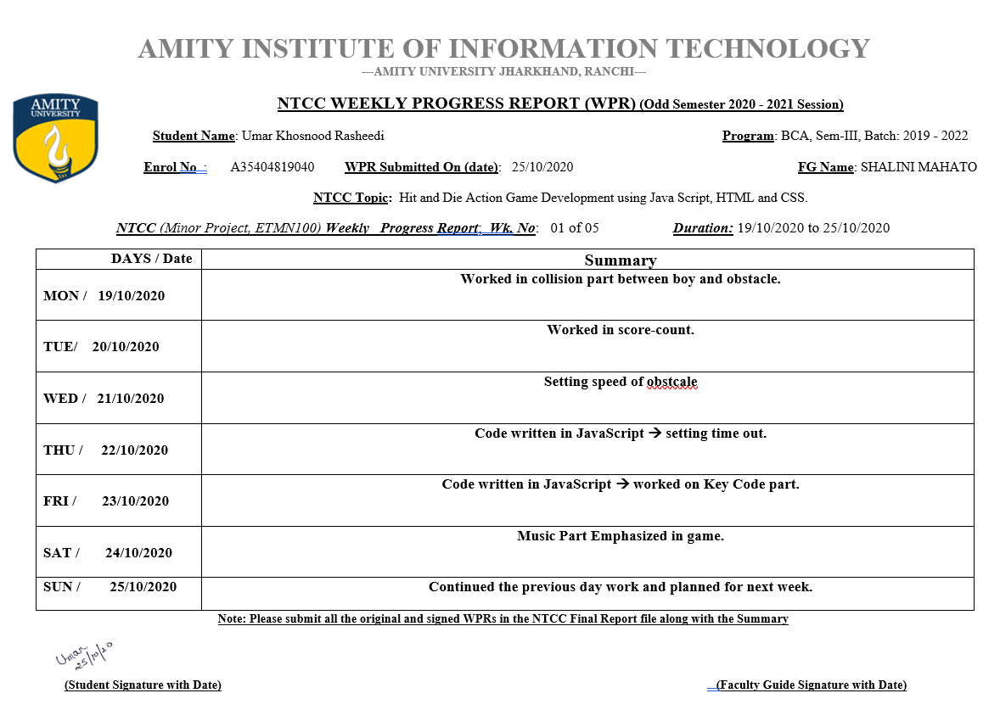 AMITY INSTITUTE OF INFORMATION TECHNOLOGY
---AMITY UNIVERSITY JHARKHAND, RANCHI---
AMITY
UNIVERSITY
NTCC WEEKLY PROGRESS REPORT (WPR) (Odd Semester 2020 - 2021 Session)
Student Name: Umar Khosnood Rasheedi Program: BCA, Sem-III, Batch: 2019 - 2022
Enrol No : A35404819040 WPR Submitted On (date): 25/10/2020 FG Name: SHALINI MAHATO
NTCC Topic: Hit and Die Action Game Development using Java Script, HTML and CSS.
NTCC (Minor Project, ETMN100) Weekly Progress Report; Wk. No: 01 of 05 Duration: 19/10/2020 to 25/10/2020
DAYS / Date Summary
MON / 19/10/2020 Worked in collision part between boy and obstacle.
TUE/ 20/10/2020 Worked in score-count.
WED / 21/10/2020 Setting speed of obstcale
THU / 22/10/2020 Code written in JavaScript → setting time out.
FRI / 23/10/2020 Code written in JavaScript → worked on Key Code part.
SAT / 24/10/2020 Music Part Emphasized in game.
SUN / 25/10/2020 Continued the previous day work and planned for next week.
Note: Please submit all the original and signed WPRs in the NTCC Final Report file along with the Summary
Umar
25/10/20
(Student Signature with Date) (Faculty Guide Signature with Date)